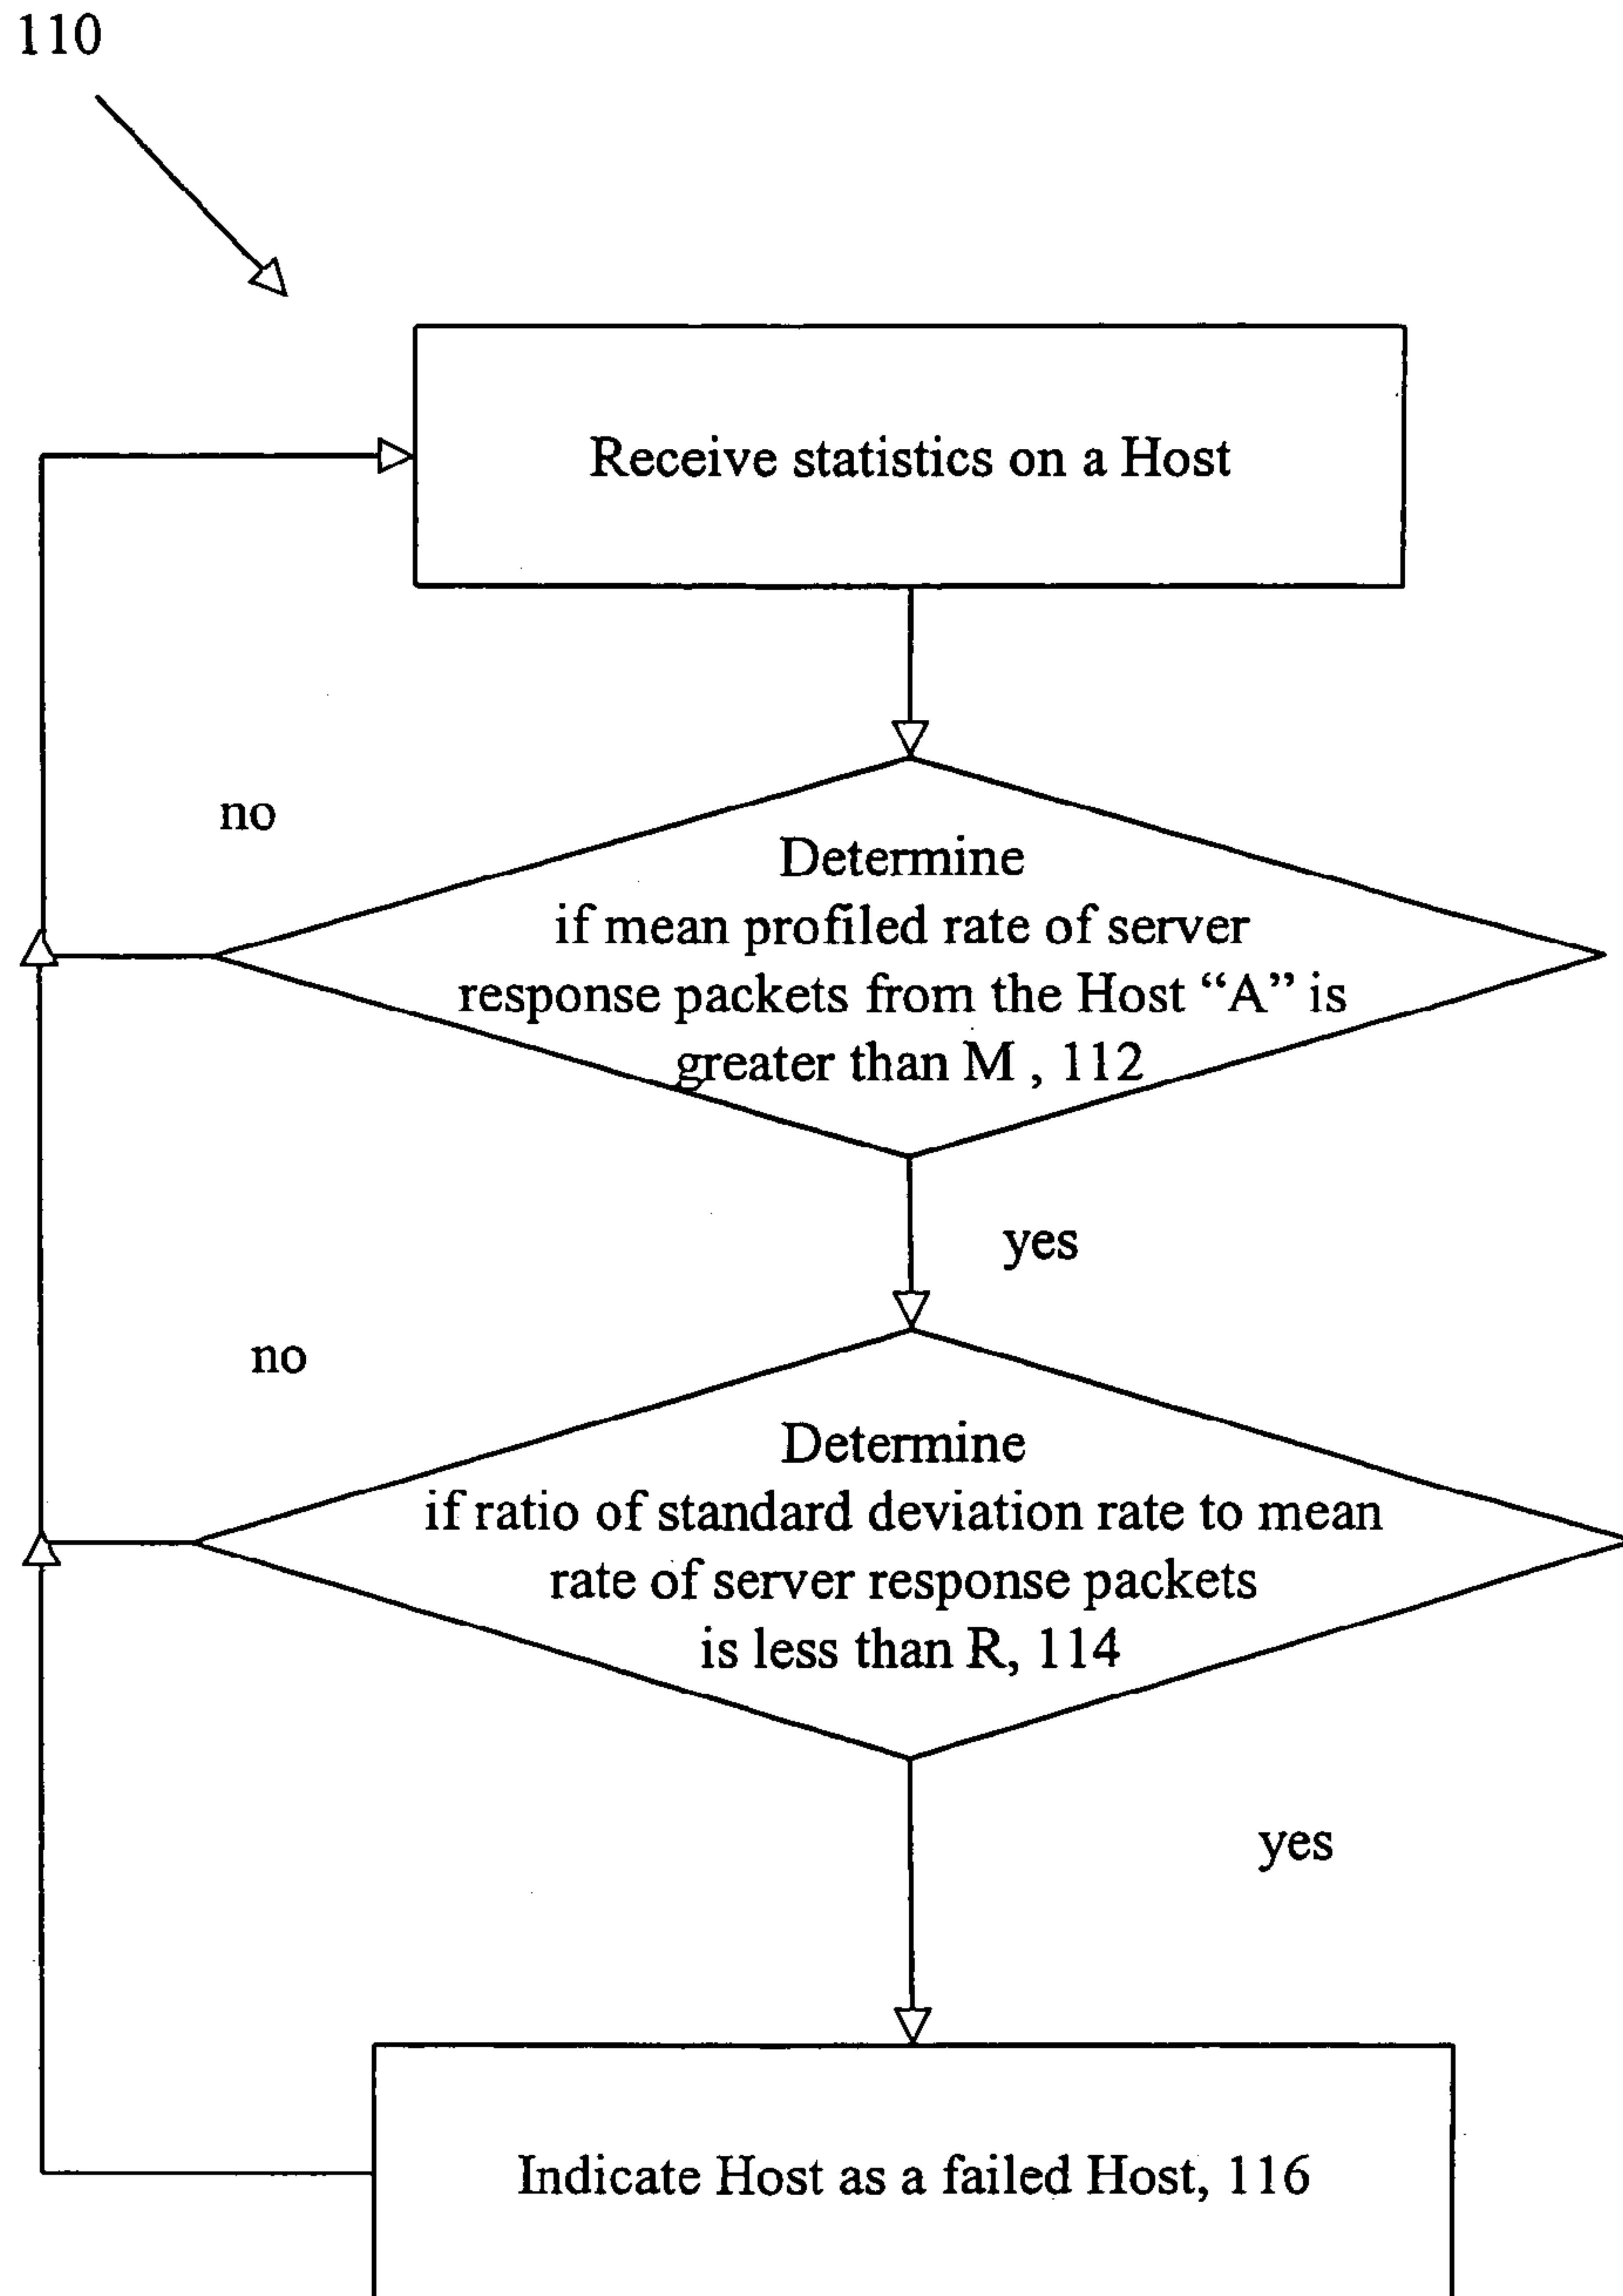 110
Receive statistics on a Host
no
Determine
if mean profiled rate of server
response packets from the Host “A” is
greater than M , 112
yes
no
Determine
if ratio of standard deviation rate to mean
rate of server response packets
is less than R, 114
yes
Indicate Host as a failed Host, 116